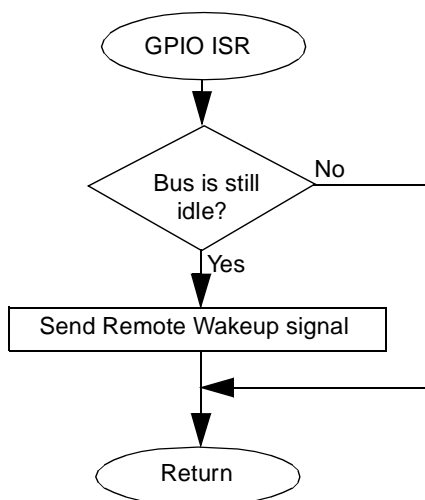 GPIO ISR
Bus is still
idle?
No
Yes
Send Remote Wakeup signal
Return